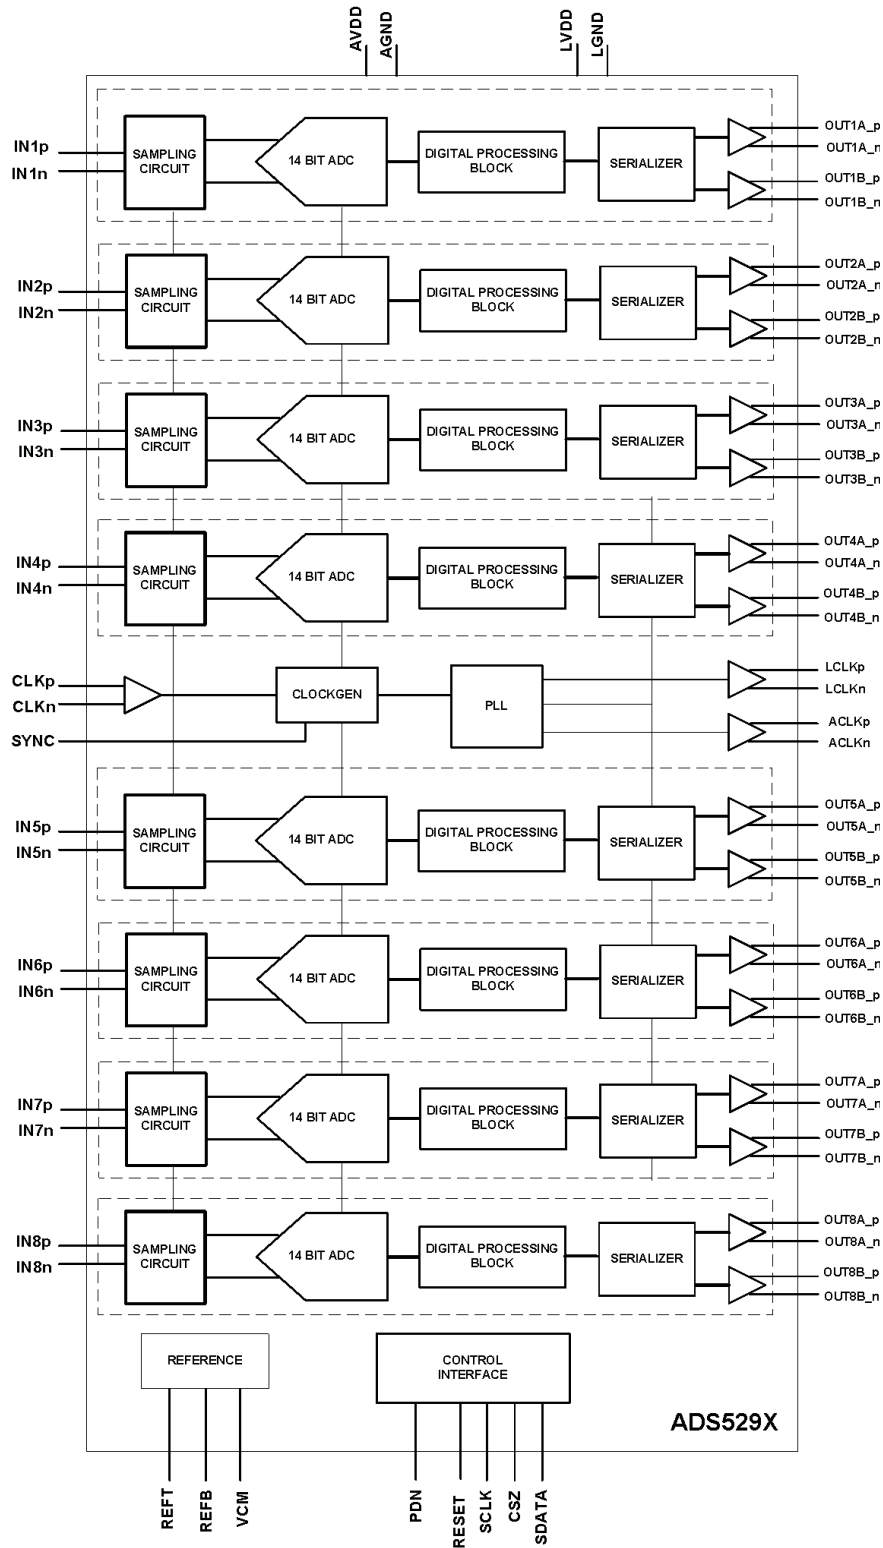 AVDD
AGND
LVDD
LGND
IN1p
IN1n
SAMPLING
CIRCUIT
14 BIT ADC
DIGITAL PROCESSING
BLOCK
SERIALIZER
OUT1A_p
OUT1A_n
OUT1B_p
OUT1B_n
IN2p
IN2n
SAMPLING
CIRCUIT
14 BIT ADC
DIGITAL PROCESSING
BLOCK
SERIALIZER
OUT2A_p
OUT2A_n
OUT2B_p
OUT2B_n
IN3p
IN3n
SAMPLING
CIRCUIT
14 BIT ADC
DIGITAL PROCESSING
BLOCK
SERIALIZER
OUT3A_p
OUT3A_n
OUT3B_p
OUT3B_n
IN4p
IN4n
SAMPLING
CIRCUIT
14 BIT ADC
DIGITAL PROCESSING
BLOCK
SERIALIZER
OUT4A_p
OUT4A_n
OUT4B_p
OUT4B_n
CLKp
CLKn
SYNC
CLOCKGEN
PLL
LCLKp
LCLKn
ACLKp
ACLKn
IN5p
IN5n
SAMPLING
CIRCUIT
14 BIT ADC
DIGITAL PROCESSING
BLOCK
SERIALIZER
OUT5A_p
OUT5A_n
OUT5B_p
OUT5B_n
IN6p
IN6n
SAMPLING
CIRCUIT
14 BIT ADC
DIGITAL PROCESSING
BLOCK
SERIALIZER
OUT6A_p
OUT6A_n
OUT6B_p
OUT6B_n
IN7p
IN7n
SAMPLING
CIRCUIT
14 BIT ADC
DIGITAL PROCESSING
BLOCK
SERIALIZER
OUT7A_p
OUT7A_n
OUT7B_p
OUT7B_n
IN8p
IN8n
SAMPLING
CIRCUIT
14 BIT ADC
DIGITAL PROCESSING
BLOCK
SERIALIZER
OUT8A_p
OUT8A_n
OUT8B_p
OUT8B_n
REFERENCE
CONTROL
INTERFACE
ADS529X
REFT
REFB
VCM
PDN
RESET
SCLK
CSZ
SDATA